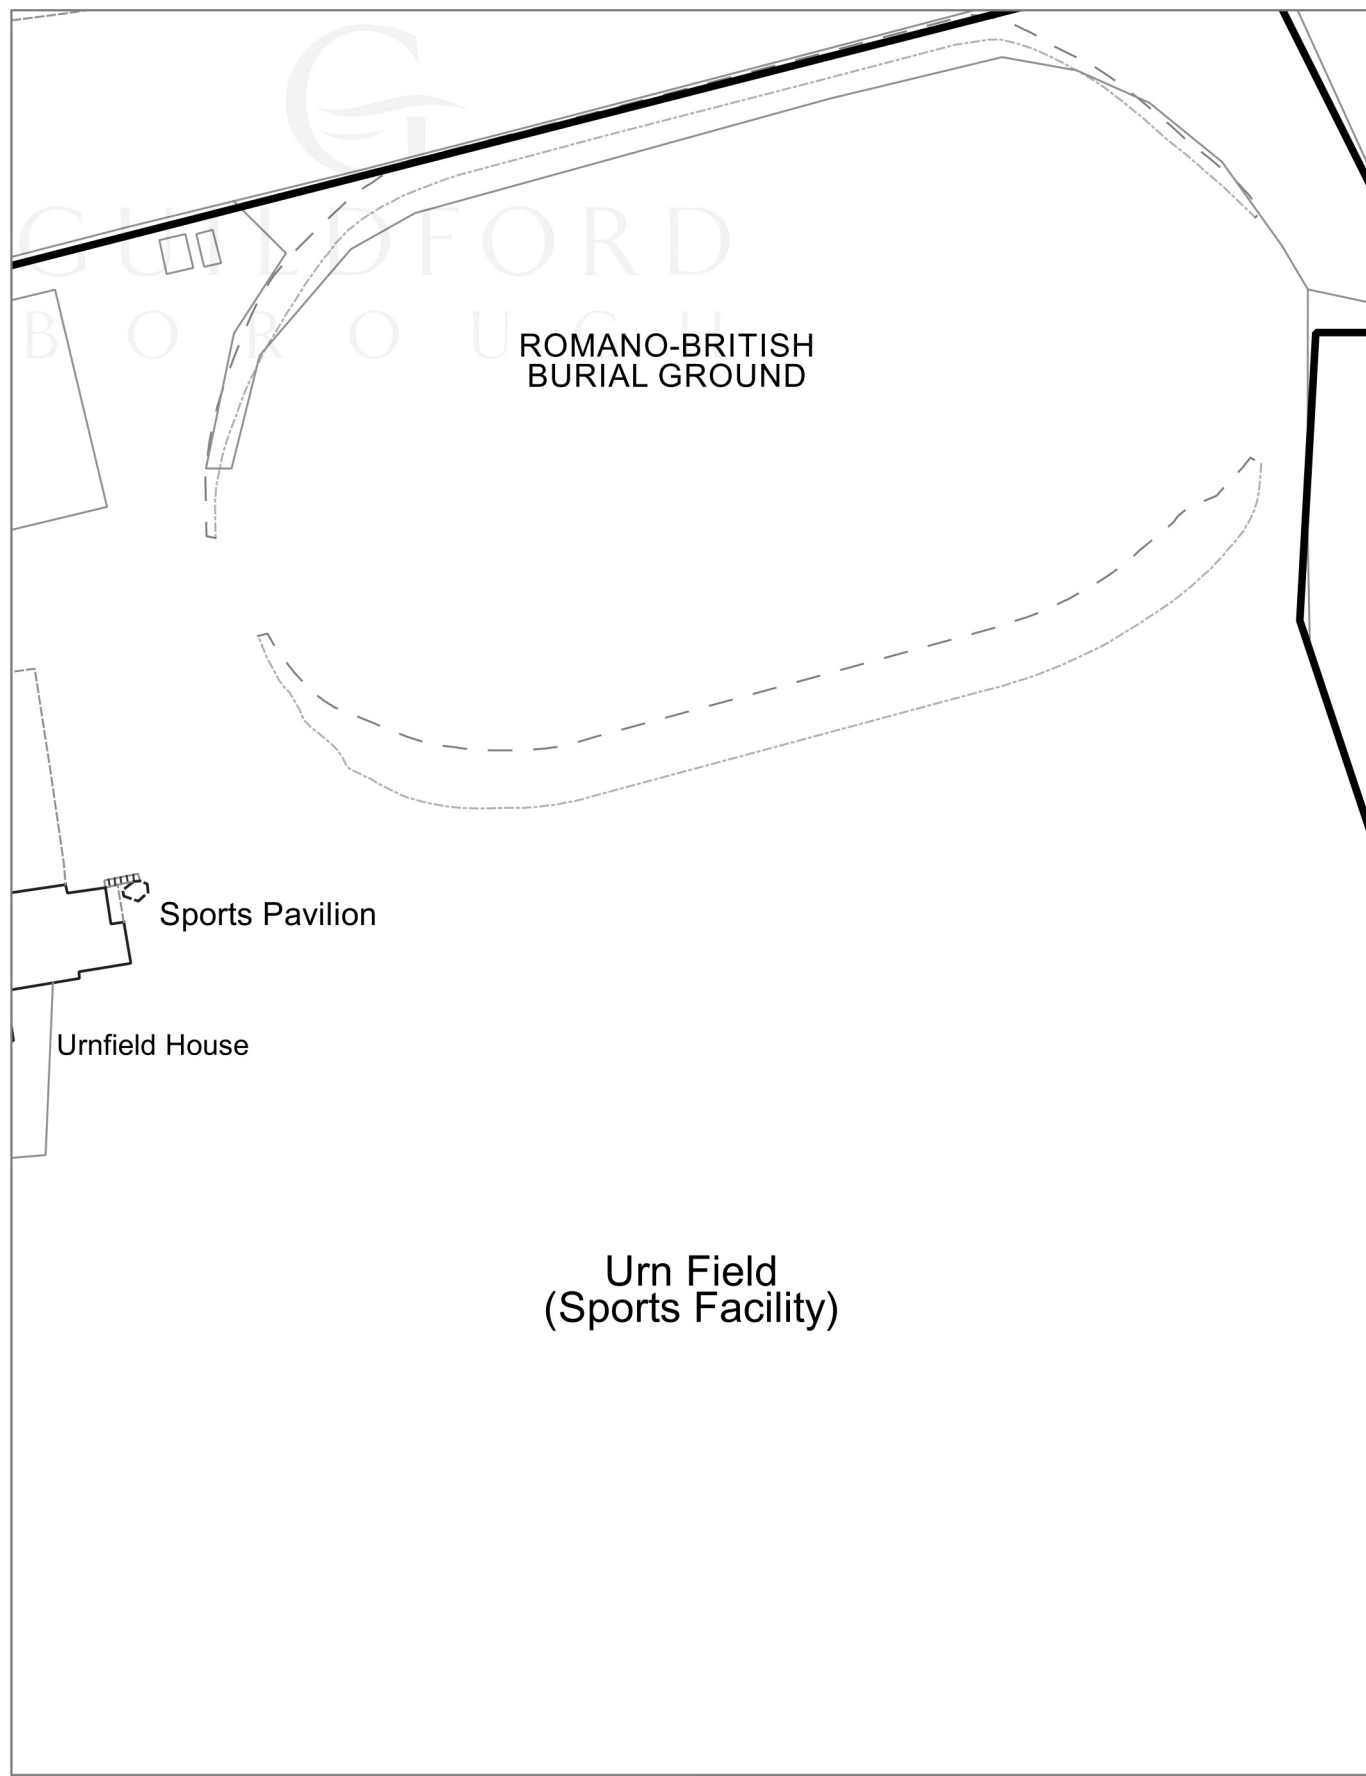 GUILDFORD
BOROUGH
ROMANO-BRITISH
BURIAL GROUND
Sports Pavilion
Urnfield House
Urn Field
(Sports Facility)